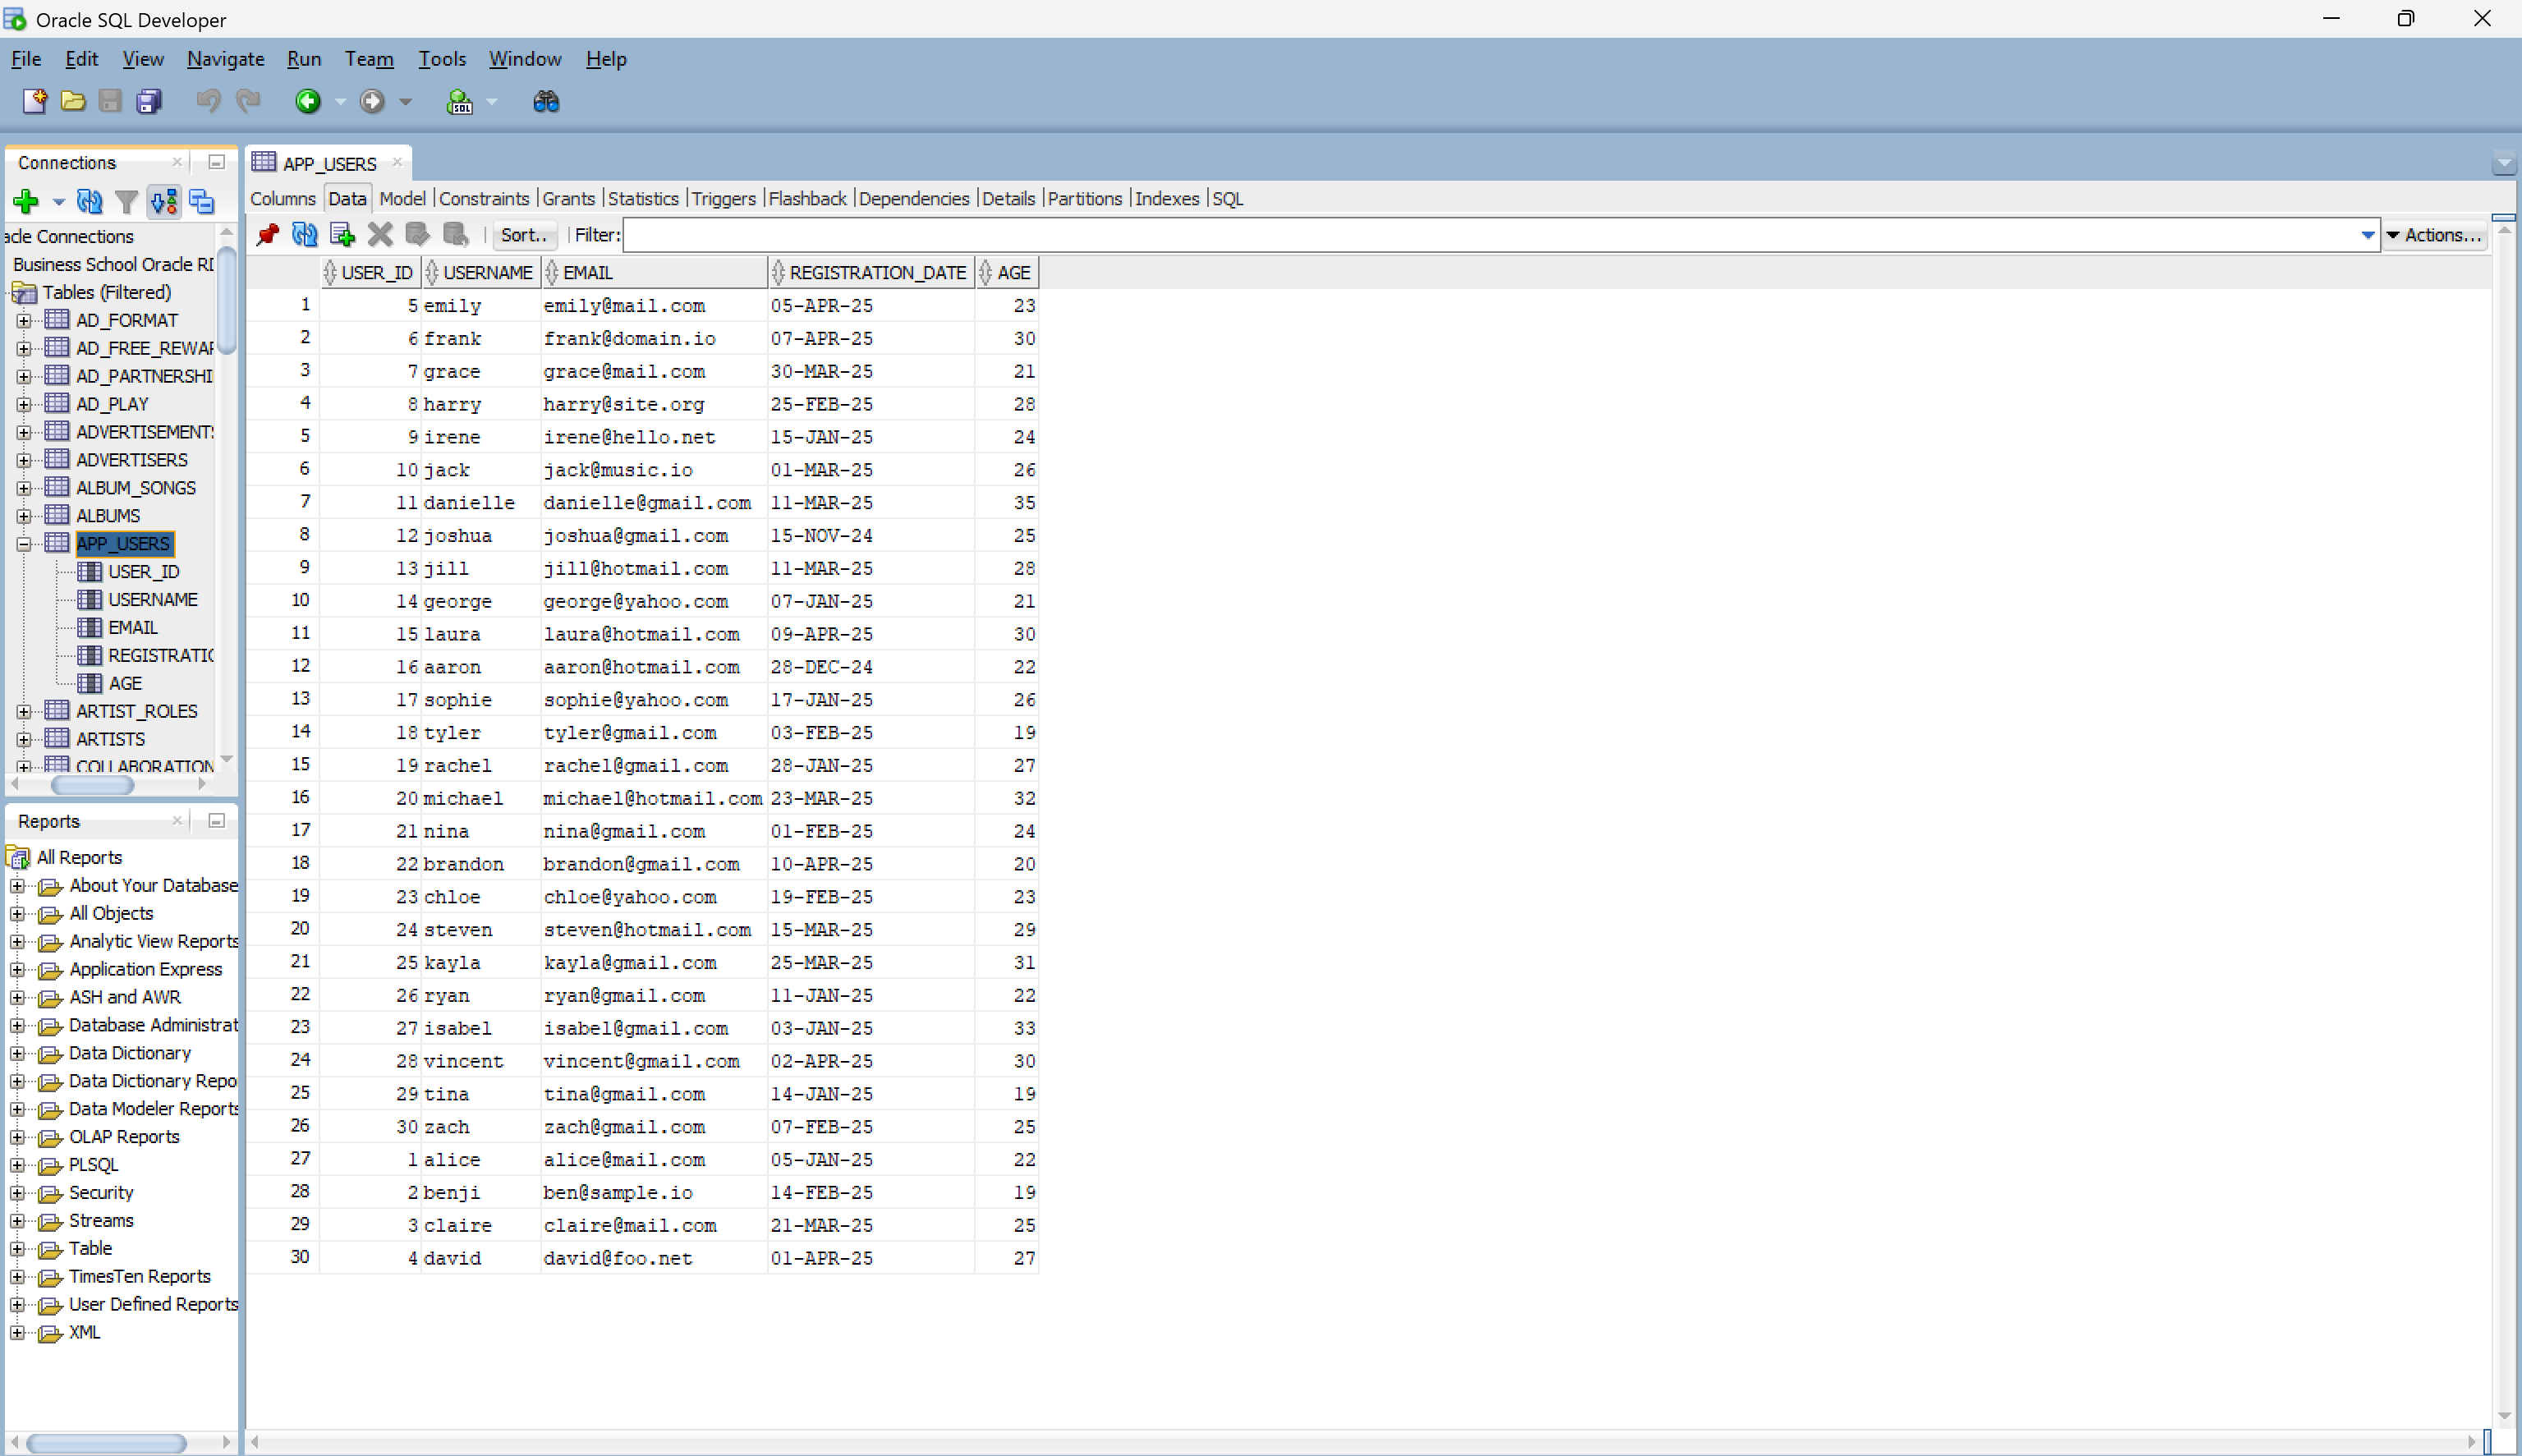 Oracle SQL Developer
File Edit View Navigate Run Team Tools Window Help
Connections
acle Connections
Business School Oracle RD
Tables (Filtered)
AD_FORMAT
AD_FREE_REWAR
AD_PARTNERSHI
AD_PLAY
ADVERTISEMENTS
ADVERTISERS
ALBUM_SONGS
ALBUMS
APP_USERS
USER_ID
USERNAME
EMAIL
REGISTRATIO
AGE
ARTIST_ROLES
ARTISTS
COLLABORATION
Reports
All Reports
About Your Database
All Objects
Analytic View Reports
Application Express
ASH and AWR
Database Administrat
Data Dictionary
Data Dictionary Repo
Data Modeler Reports
OLAP Reports
PLSQL
Security
Streams
Table
TimesTen Reports
User Defined Reports
XML
APP_USERS
Columns Data Model Constraints Grants Statistics Triggers Flashback Dependencies Details Partitions Indexes SQL
Sort.. Filter: Actions...
USER_ID USERNAME EMAIL REGISTRATION_DATE AGE
1 5 emily emily@mail.com 05-APR-25 23
2 6 frank frank@domain.io 07-APR-25 30
3 7 grace grace@mail.com 30-MAR-25 21
4 8 harry harry@site.org 25-FEB-25 28
5 9 irene irene@hello.net 15-JAN-25 24
6 10 jack jack@music.io 01-MAR-25 26
7 11 danielle danielle@gmail.com 11-MAR-25 35
8 12 joshua joshua@gmail.com 15-NOV-24 25
9 13 jill jill@hotmail.com 11-MAR-25 28
10 14 george george@yahoo.com 07-JAN-25 21
11 15 laura laura@hotmail.com 09-APR-25 30
12 16 aaron aaron@hotmail.com 28-DEC-24 22
13 17 sophie sophie@yahoo.com 17-JAN-25 26
14 18 tyler tyler@gmail.com 03-FEB-25 19
15 19 rachel rachel@gmail.com 28-JAN-25 27
16 20 michael michael@hotmail.com 23-MAR-25 32
17 21 nina nina@gmail.com 01-FEB-25 24
18 22 brandon brandon@gmail.com 10-APR-25 20
19 23 chloe chloe@yahoo.com 19-FEB-25 23
20 24 steven steven@hotmail.com 15-MAR-25 29
21 25 kayla kayla@gmail.com 25-MAR-25 31
22 26 ryan ryan@gmail.com 11-JAN-25 22
23 27 isabel isabel@gmail.com 03-JAN-25 33
24 28 vincent vincent@gmail.com 02-APR-25 30
25 29 tina tina@gmail.com 14-JAN-25 19
26 30 zach zach@gmail.com 07-FEB-25 25
27 1 alice alice@mail.com 05-JAN-25 22
28 2 benji ben@sample.io 14-FEB-25 19
29 3 claire claire@mail.com 21-MAR-25 25
30 4 david david@foo.net 01-APR-25 27